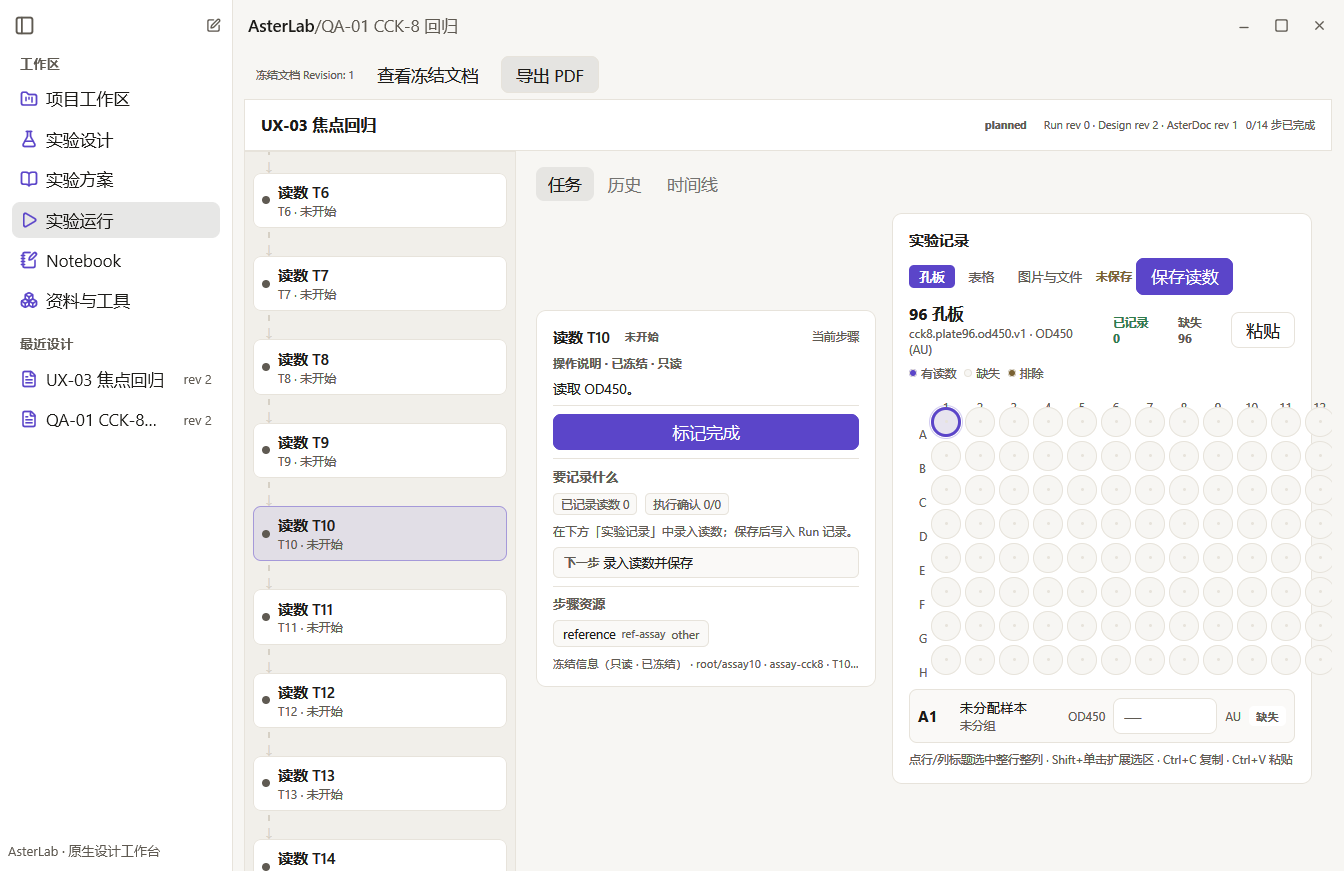 AsterLab/QA-01 CCK-8 回归
工作区
项目工作区
实验设计
实验方案
实验运行
Notebook
资料与工具
最近设计
UX-03 焦点回归 rev 2
QA-01 CCK-8... rev 2
AsterLab · 原生设计工作台
冻结文档 Revision: 1 查看冻结文档 导出 PDF
UX-03 焦点回归
planned Run rev 0 · Design rev 2 · AsterDoc rev 1 0/14 步已完成
读数 T6
T6 · 未开始
读数 T7
T7 · 未开始
读数 T8
T8 · 未开始
读数 T9
T9 · 未开始
读数 T10
T10 · 未开始
读数 T11
T11 · 未开始
读数 T12
T12 · 未开始
读数 T13
T13 · 未开始
读数 T14
任务 历史 时间线
读数 T10 未开始 当前步骤
操作说明 · 已冻结 · 只读
读取 OD450。
标记完成
要记录什么
已记录读数 0 执行确认 0/0
在下方「实验记录」中录入读数；保存后写入 Run 记录。
下一步 录入读数并保存
步骤资源
reference ref-assay other
冻结信息（只读 · 已冻结） · root/assay10 · assay-cck8 · T10...
实验记录
孔板 表格 图片与文件 未保存 保存读数
96 孔板
cck8.plate96.od450.v1 · OD450
(AU)
已记录
0
缺失
96
粘贴
有读数 缺失 排除
1 2 3 4 5 6 7 8 9 10 11 12
A
B
C
D
E
F
G
H
A1 未分配样本 OD450 — AU 缺失
未分组
点行/列标题选中整行整列 · Shift+单击扩展选区 · Ctrl+C 复制 · Ctrl+V 粘贴